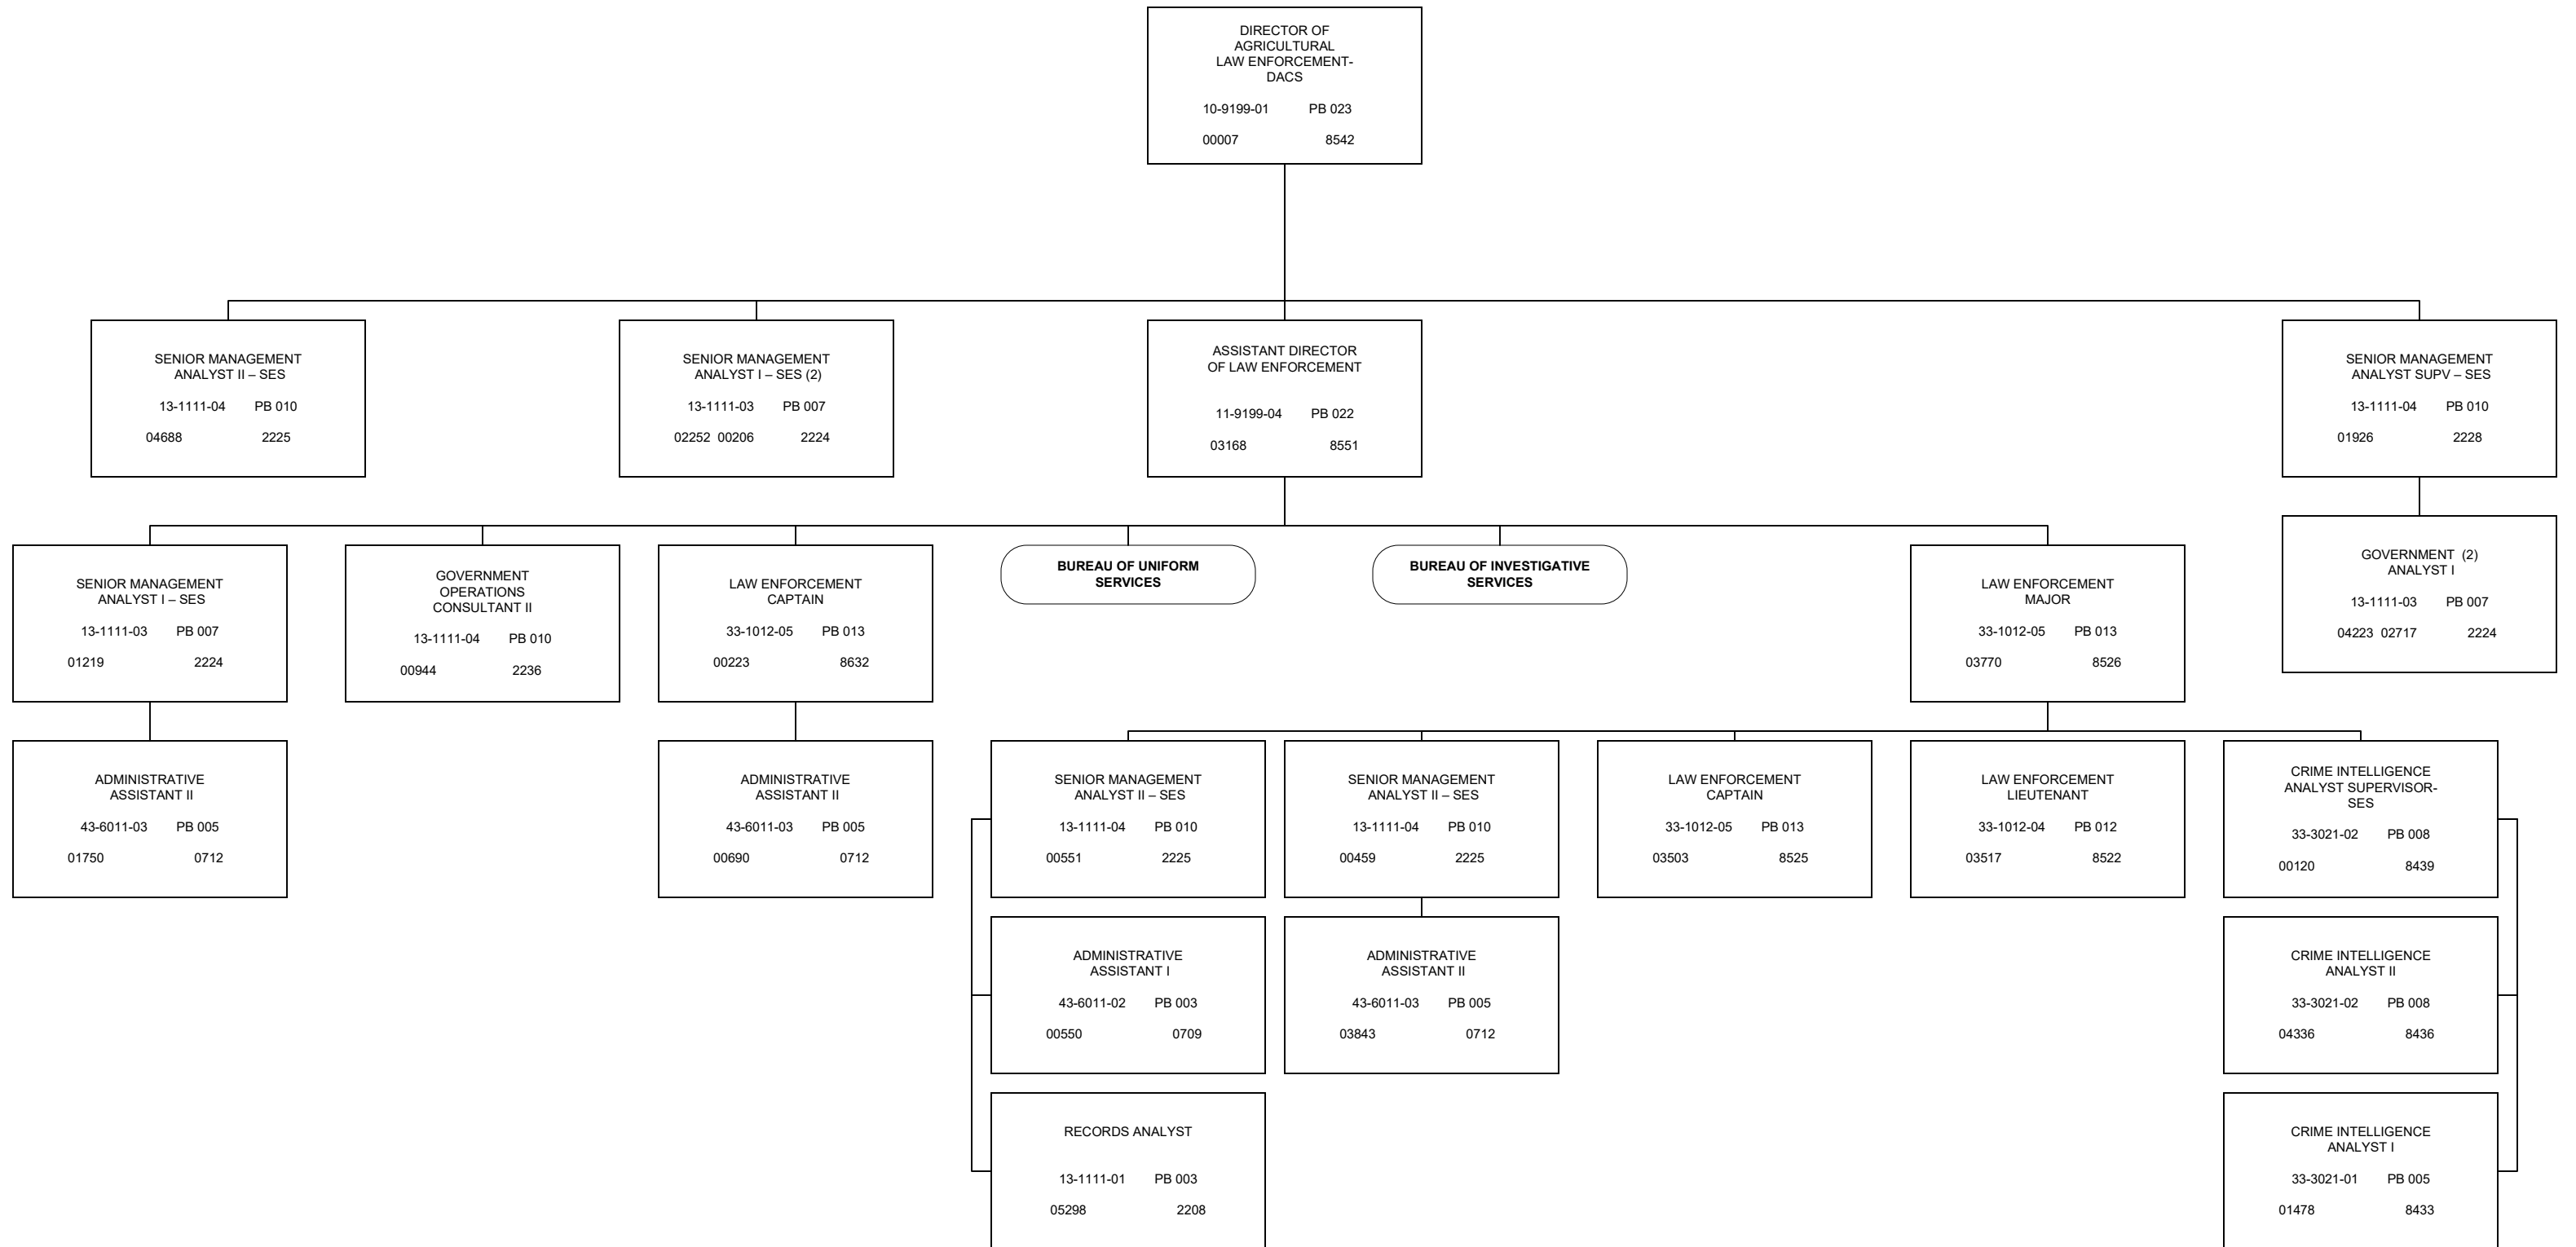 DIRECTOR OF
AGRICULTURAL
LAW ENFORCEMENT-
DACS
10-9199-01 PB 023
00007 8542
SENIOR MANAGEMENT
ANALYST II – SES
13-1111-04 PB 010
04688 2225
SENIOR MANAGEMENT
ANALYST I – SES (2)
13-1111-03 PB 007
02252 00206 2224
ASSISTANT DIRECTOR
OF LAW ENFORCEMENT
11-9199-04 PB 022
03168 8551
SENIOR MANAGEMENT
ANALYST SUPV – SES
13-1111-04 PB 010
01926 2228
SENIOR MANAGEMENT
ANALYST I – SES
13-1111-03 PB 007
01219 2224
GOVERNMENT
OPERATIONS
CONSULTANT II
13-1111-04 PB 010
00944 2236
LAW ENFORCEMENT
CAPTAIN
33-1012-05 PB 013
00223 8632
BUREAU OF UNIFORM
SERVICES
BUREAU OF INVESTIGATIVE
SERVICES
LAW ENFORCEMENT
MAJOR
33-1012-05 PB 013
03770 8526
GOVERNMENT (2)
ANALYST I
13-1111-03 PB 007
04223 02717 2224
ADMINISTRATIVE
ASSISTANT II
43-6011-03 PB 005
01750 0712
ADMINISTRATIVE
ASSISTANT II
43-6011-03 PB 005
00690 0712
SENIOR MANAGEMENT
ANALYST II – SES
13-1111-04 PB 010
00551 2225
SENIOR MANAGEMENT
ANALYST II – SES
13-1111-04 PB 010
00459 2225
LAW ENFORCEMENT
CAPTAIN
33-1012-05 PB 013
03503 8525
LAW ENFORCEMENT
LIEUTENANT
33-1012-04 PB 012
03517 8522
CRIME INTELLIGENCE
ANALYST SUPERVISOR-
SES
33-3021-02 PB 008
00120 8439
ADMINISTRATIVE
ASSISTANT I
43-6011-02 PB 003
00550 0709
ADMINISTRATIVE
ASSISTANT II
43-6011-03 PB 005
03843 0712
CRIME INTELLIGENCE
ANALYST II
33-3021-02 PB 008
04336 8436
RECORDS ANALYST
13-1111-01 PB 003
05298 2208
CRIME INTELLIGENCE
ANALYST I
33-3021-01 PB 005
01478 8433